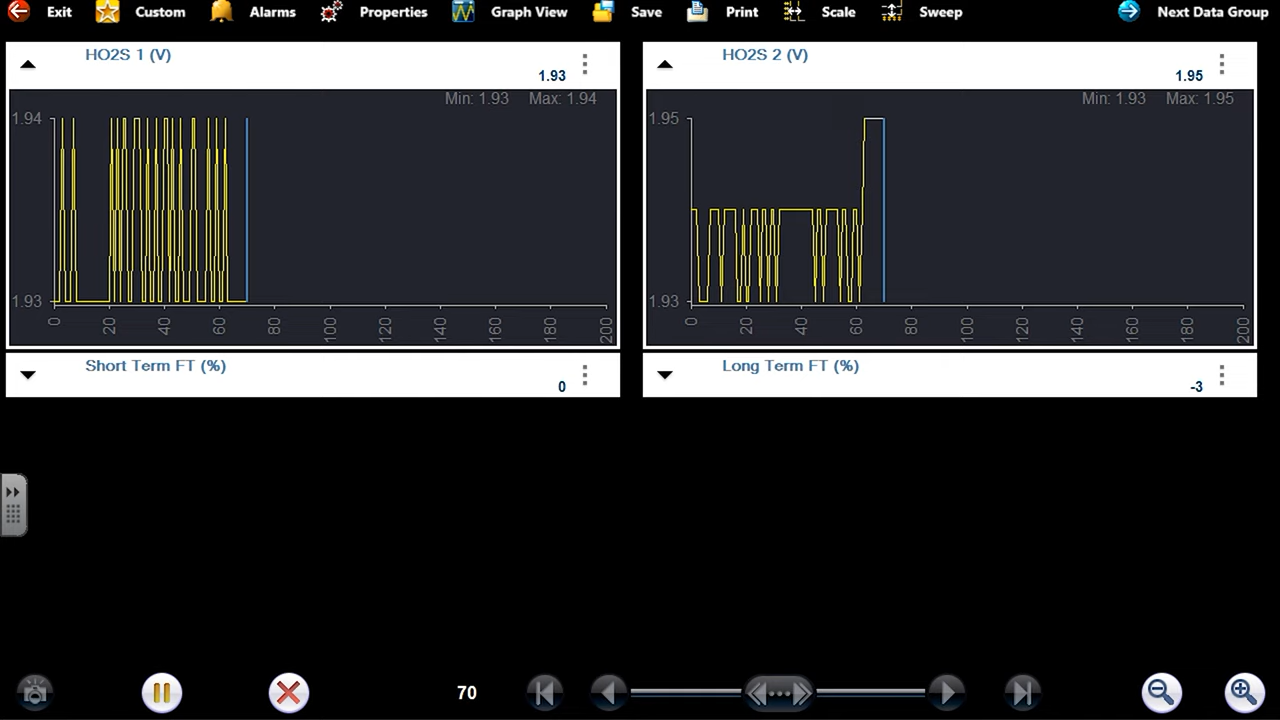 Exit Custom Alarms Properties Graph View Save Print Scale Sweep Next Data Group
HO2S 1 (V)
1.93
Min: 1.93 Max: 1.94
1.94
1.93
0 20 40 60 80 100 120 140 160 180 200
HO2S 2 (V)
1.95
Min: 1.93 Max: 1.95
1.95
1.93
0 20 40 60 80 100 120 140 160 180 200
Short Term FT (%)
0
Long Term FT (%)
-3
70